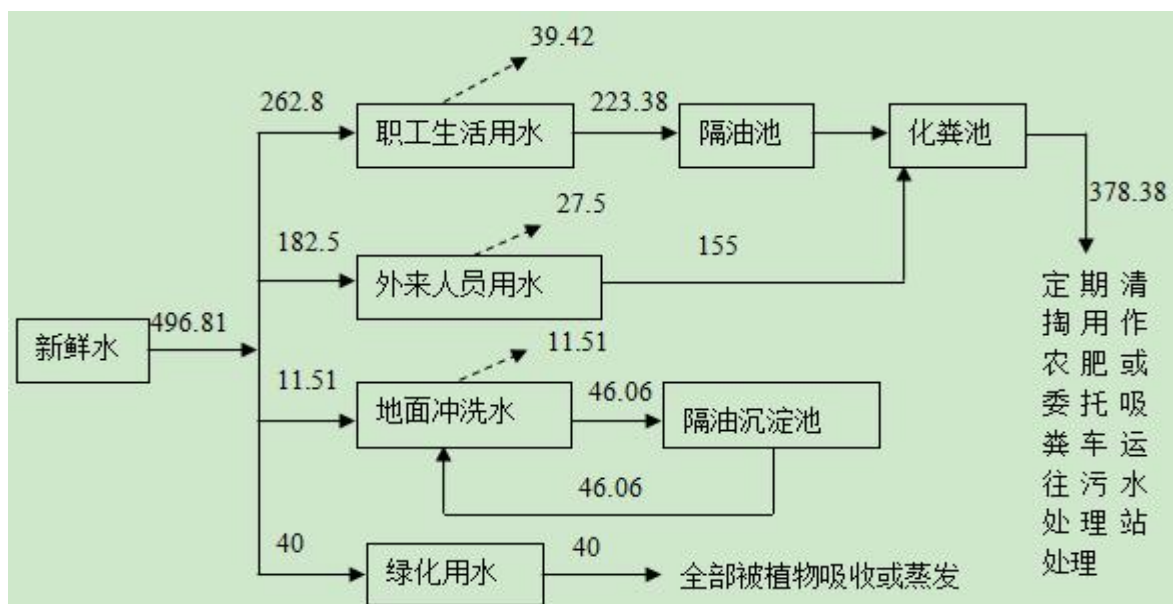 39.42
262.8
职工生活用水
223.38
隔油池
化粪池
378.38
27.5
182.5
外来人员用水
155
定期清
掏用作
农肥或
委托吸
粪车运
往污水
处理站
处理
新鲜水
496.81
11.51
11.51
地面冲洗水
46.06
隔油沉淀池
46.06
40
绿化用水
40
全部被植物吸收或蒸发